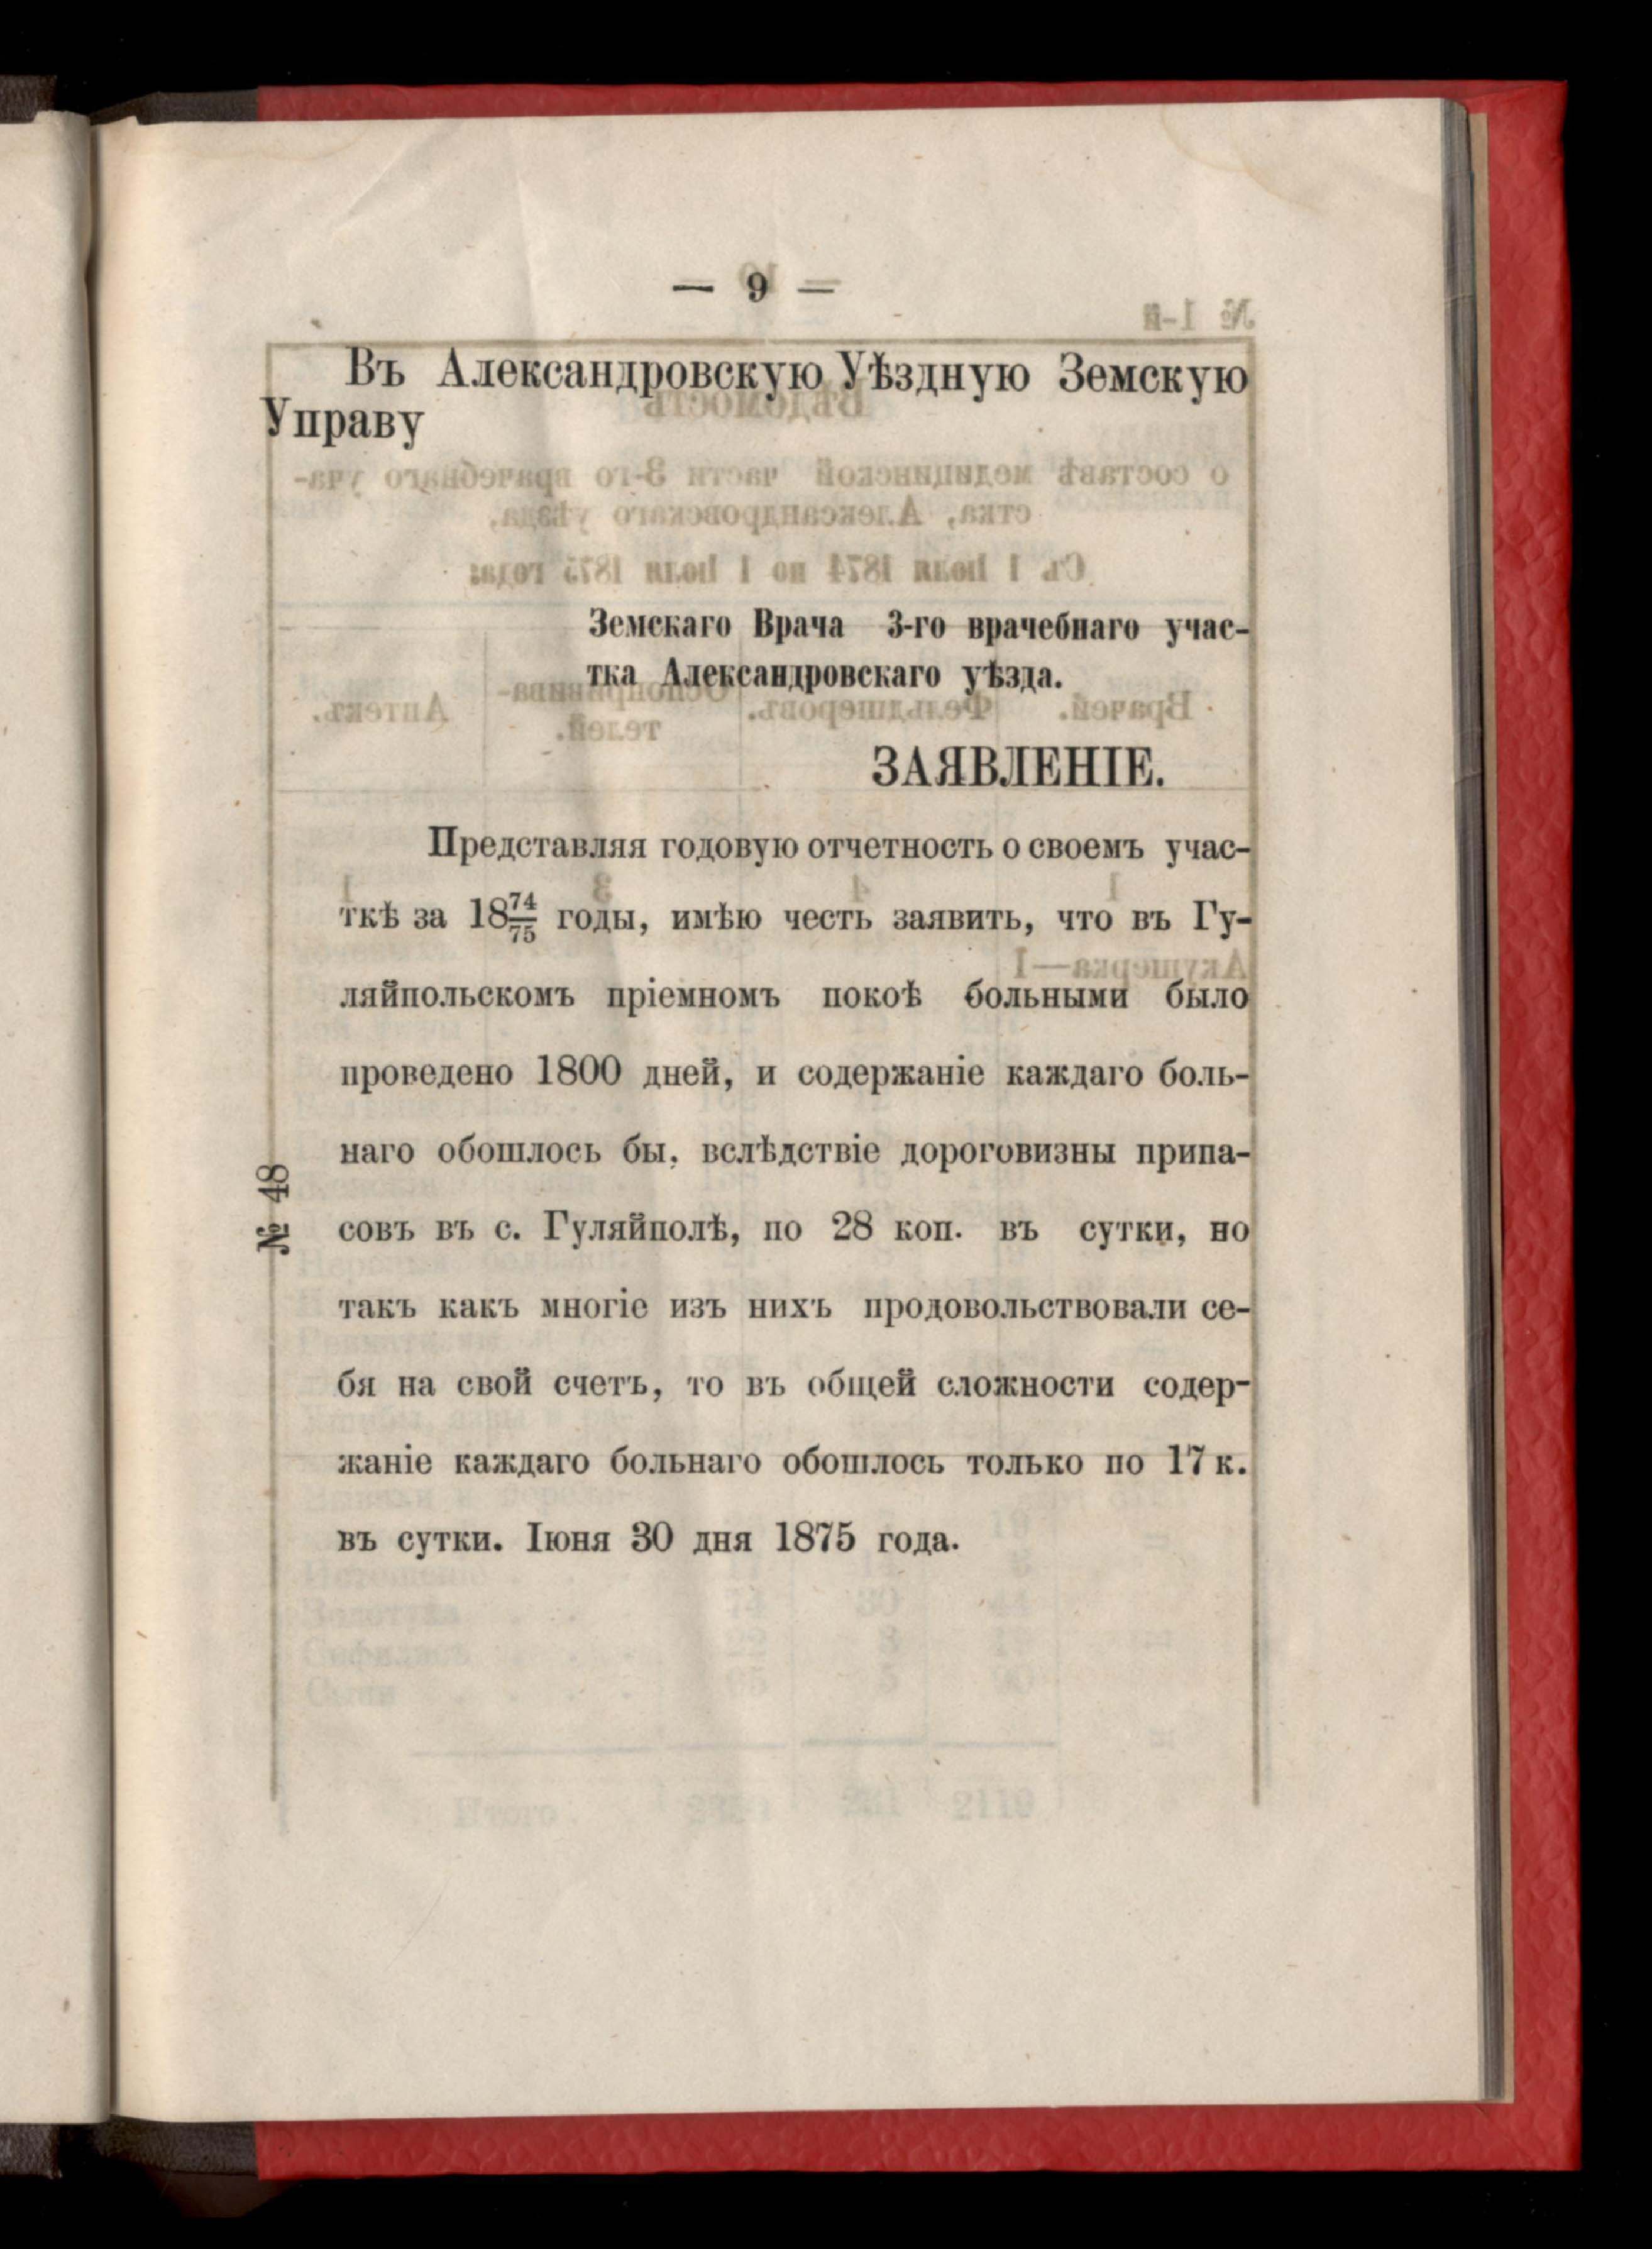 — 9 —
Въ Александровскую Уѣздную Земскую
Управу
Земскаго Врача 3-го врачебнаго учас-
тка Александровскаго уѣзда.
ЗАЯВЛЕНІЕ.
Представляя годовую отчетность о своемъ учас-
ткѣ за 18 74/75 годы, имѣю честь заявить, что въ Гу-
ляйпольскомъ пріемномъ покоѣ больными было
проведено 1800 дней, и содержаніе каждаго боль-
наго обошлось бы, вслѣдствіе дороговизны припа-
совъ въ с. Гуляйполѣ, по 28 коп. въ сутки, но
такъ какъ многіе изъ нихъ продовольствовали се-
бя на свой счетъ, то въ общей сложности содер-
жаніе каждаго больнаго обошлось только по 17 к.
въ сутки. Іюня 30 дня 1875 года.
№ 48